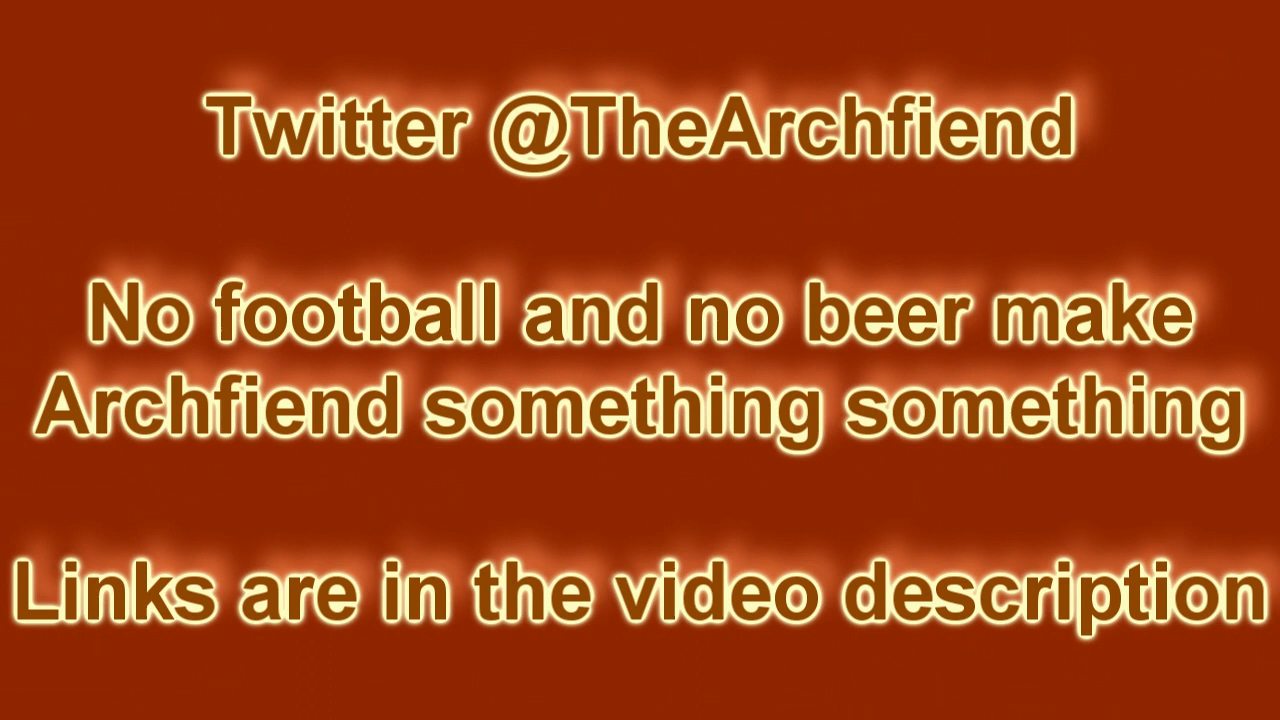 Twitter @TheArchfiend
No football and no beer make
Archfiend something something
Links are in the video description